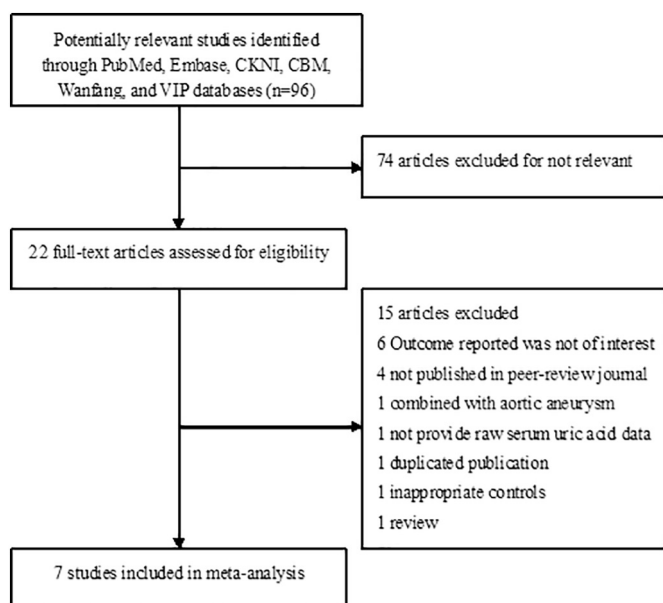 Potentially relevant studies identified
through PubMed, Embase, CKNI, CBM,
Wanfang, and VIP databases (n=96)
74 articles excluded for not relevant
22 full-text articles assessed for eligibility
15 articles excluded
6 Outcome reported was not of interest
4 not published in peer-review journal
1 combined with aortic aneurysm
1 not provide raw serum uric acid data
1 duplicated publication
1 inappropriate controls
1 review
7 studies included in meta-analysis